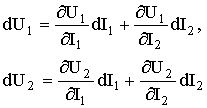 dU₁ = ∂U₁/∂I₁ dI₁ + ∂U₁/∂I₂ dI₂ ,
dU₂ = ∂U₂/∂I₁ dI₁ + ∂U₂/∂I₂ dI₂